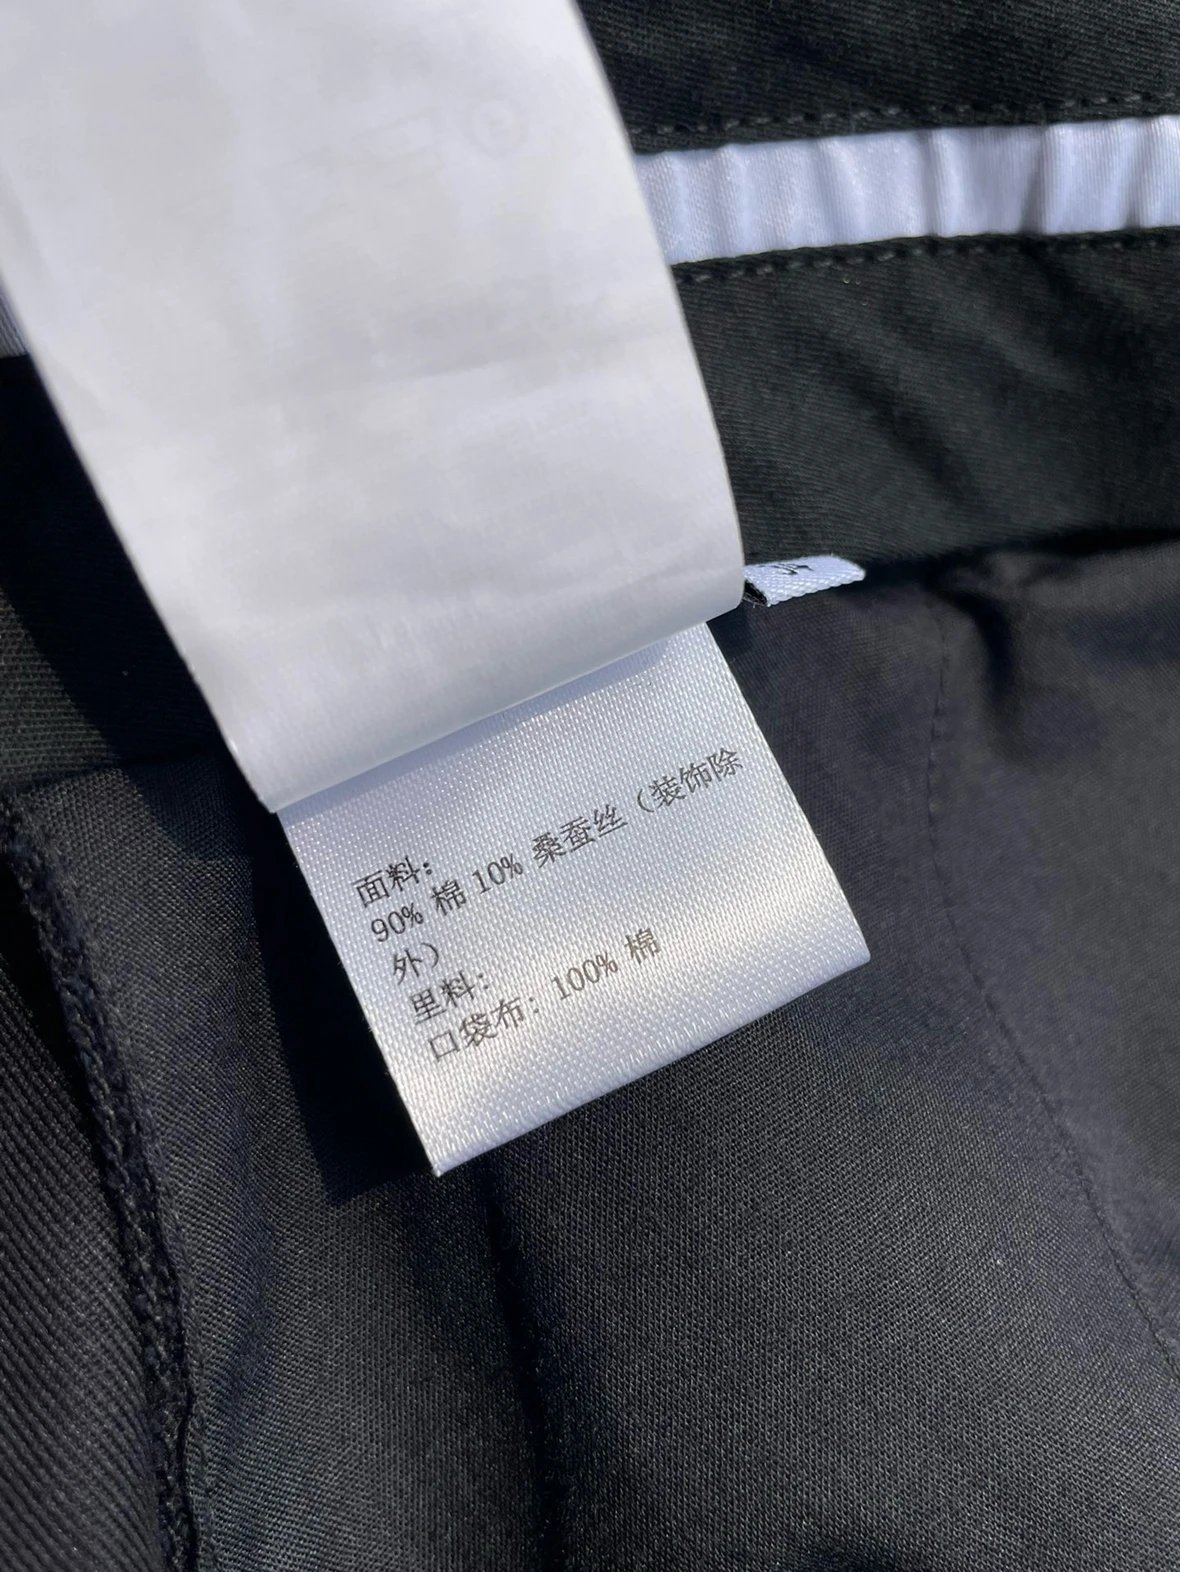 面料：
90% 棉 10% 桑蚕丝（装饰除
外）
里料：
口袋布：100% 棉